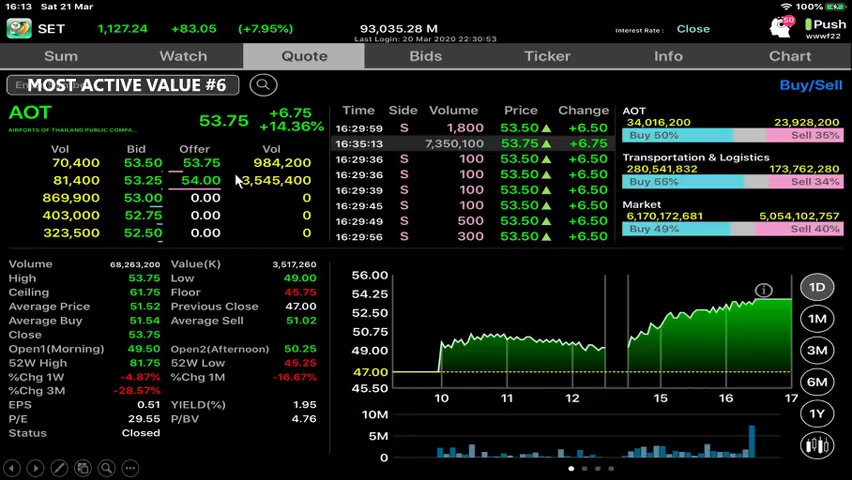 16:13 Sat 21 Mar
100%
SET 1,127.24 +83.05 (+7.95%) 93,035.28 M
Last Login: 20 Mar 2020 22:30:53
Interest Rate : Close
50
Push
wwwf22
Sum Watch Quote Bids Ticker Info Chart
MOST ACTIVE VALUE #6
Buy/Sell
AOT
AIRPORTS OF THAILAND PUBLIC COMPA...
53.75
+6.75
+14.36%
Vol Bid Offer Vol
70,400 53.50 53.75 984,200
81,400 53.25 54.00 3,545,400
869,900 53.00 0.00 0
403,000 52.75 0.00 0
323,500 52.50 0.00 0
Time Side Volume Price Change
16:29:59 S 1,800 53.50 +6.50
16:35:13 7,350,100 53.75 +6.75
16:29:36 S 100 53.50 +6.50
16:29:36 S 100 53.50 +6.50
16:29:39 S 100 53.50 +6.50
16:29:45 S 100 53.50 +6.50
16:29:49 S 500 53.50 +6.50
16:29:56 S 300 53.50 +6.50
AOT
34,016,200 23,928,200
Buy 50% Sell 35%
Transportation & Logistics
280,541,832 173,762,280
Buy 55% Sell 34%
Market
6,170,172,681 5,054,102,757
Buy 49% Sell 40%
Volume 68,263,200 Value(K) 3,517,260
High 53.75 Low 49.00
Ceiling 61.75 Floor 45.75
Average Price 51.52 Previous Close 47.00
Average Buy 51.54 Average Sell 51.02
Close 53.75
Open1(Morning) 49.50 Open2(Afternoon) 50.25
52W High 81.75 52W Low 45.25
%Chg 1W -4.87% %Chg 1M -16.67%
%Chg 3M -28.57%
EPS 0.51 YIELD(%) 1.95
P/E 29.55 P/BV 4.76
Status Closed
56.00
54.25
52.50
50.75
49.00
47.00
45.50
10 11 12 15 16 17
10M
5M
0
1D
1M
3M
6M
1Y